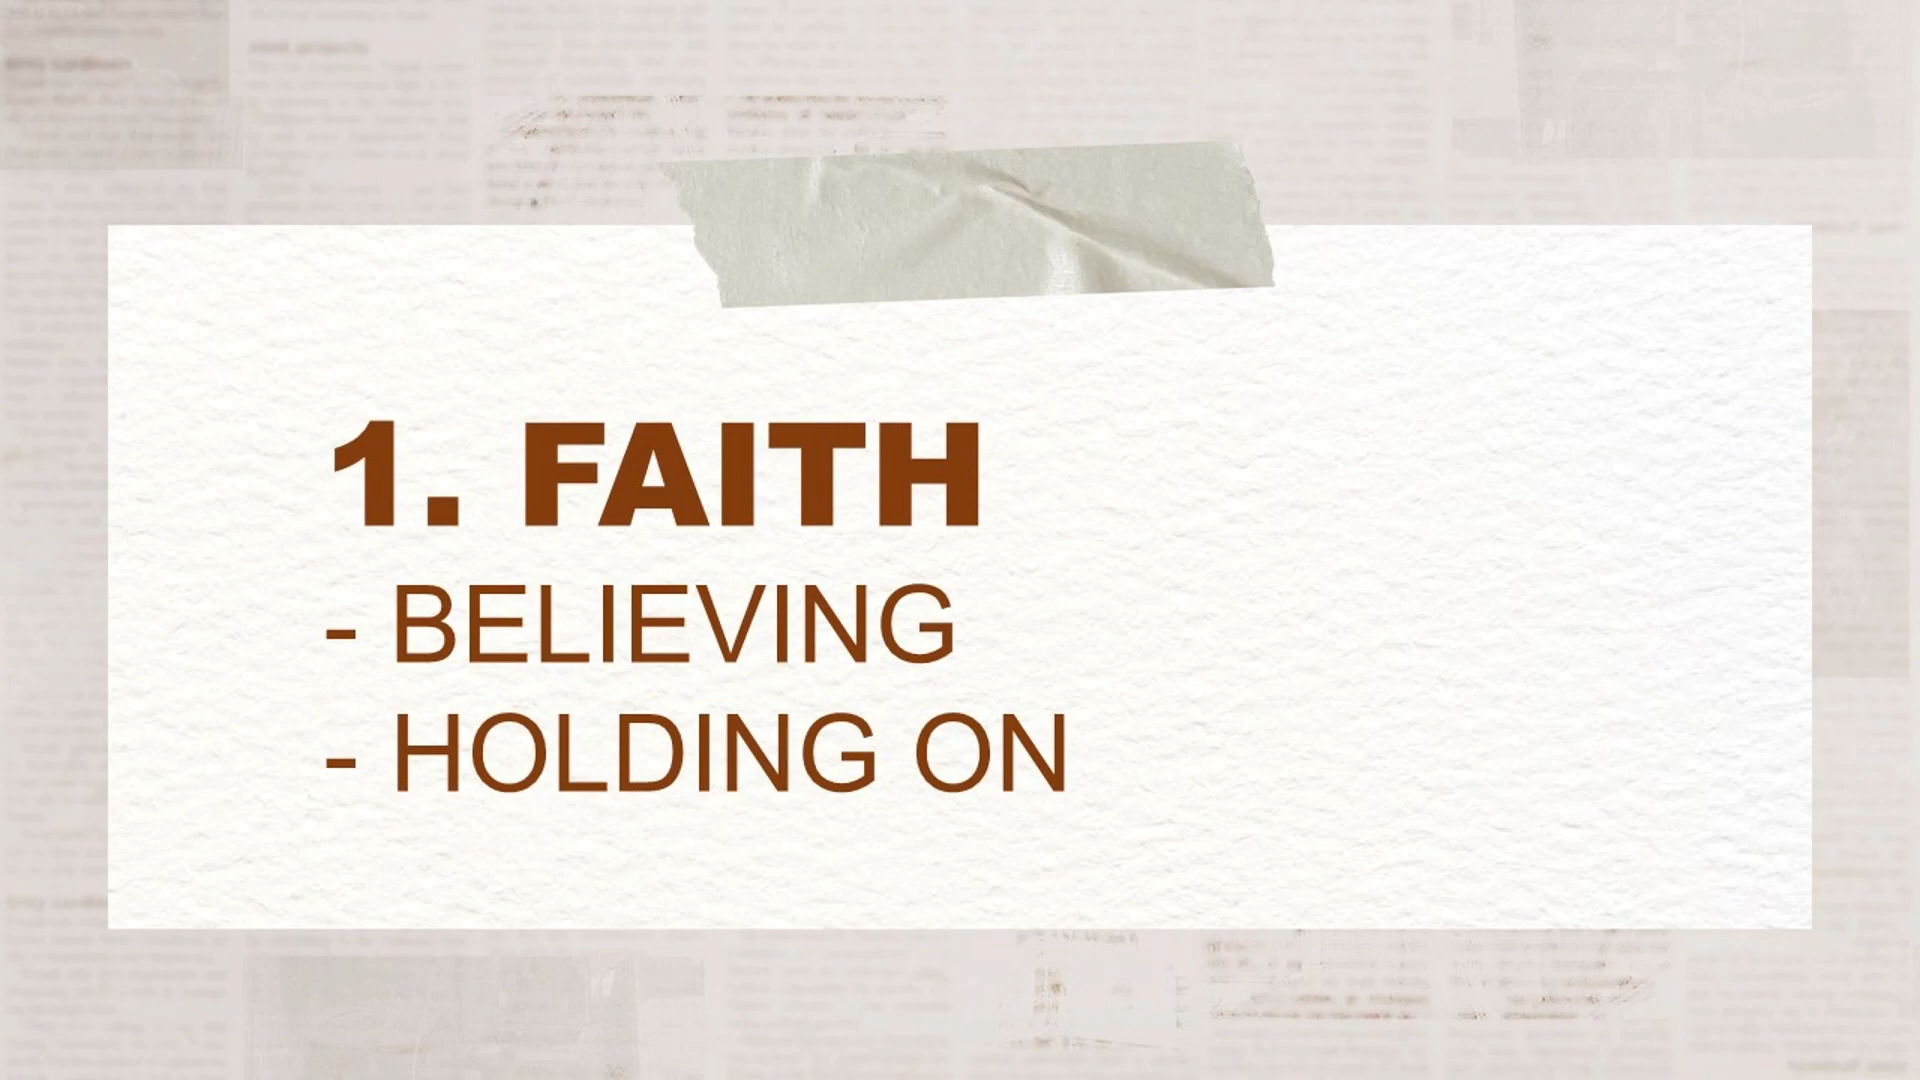 1. FAITH
- BELIEVING
- HOLDING ON